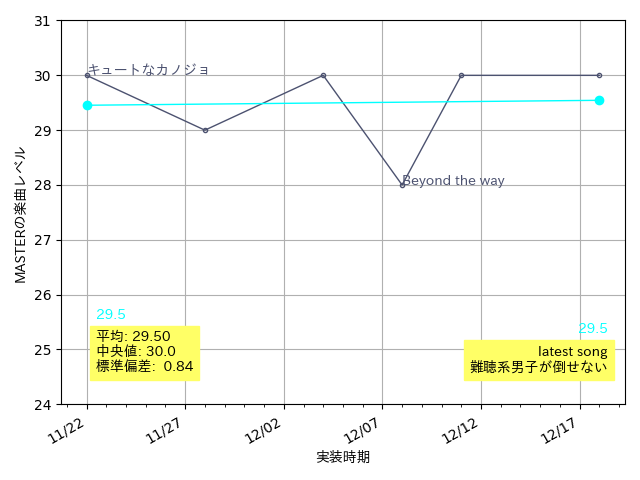 31
30
29
28
27
26
25
24
MASTERの楽曲レベル
キュートなカノジョ
Beyond the way
29.5
平均: 29.50
中央値: 30.0
標準偏差: 0.84
29.5
latest song
難聴系男子が倒せない
11/22
11/27
12/02
12/07
12/12
12/17
実装時期